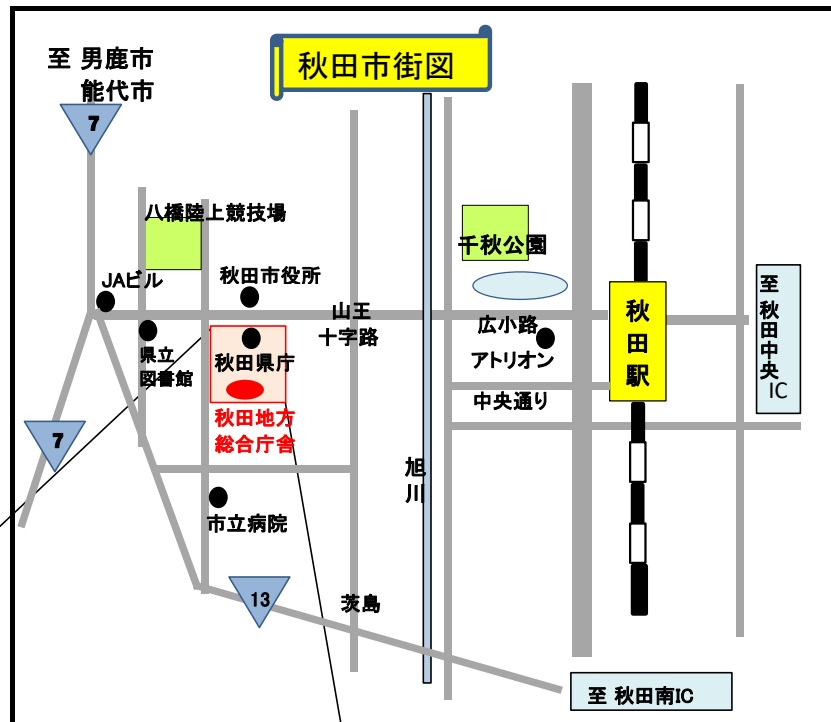 秋田市街図
至 男鹿市
能代市
7
八橋陸上競技場
千秋公園
JAビル
秋田市役所
山王
十字路
広小路
アトリオン
中央通り
秋田駅
至 秋田中央IC
県立
図書館
秋田県庁
秋田地方
総合庁舎
7
旭川
市立病院
13
茨島
至 秋田南IC